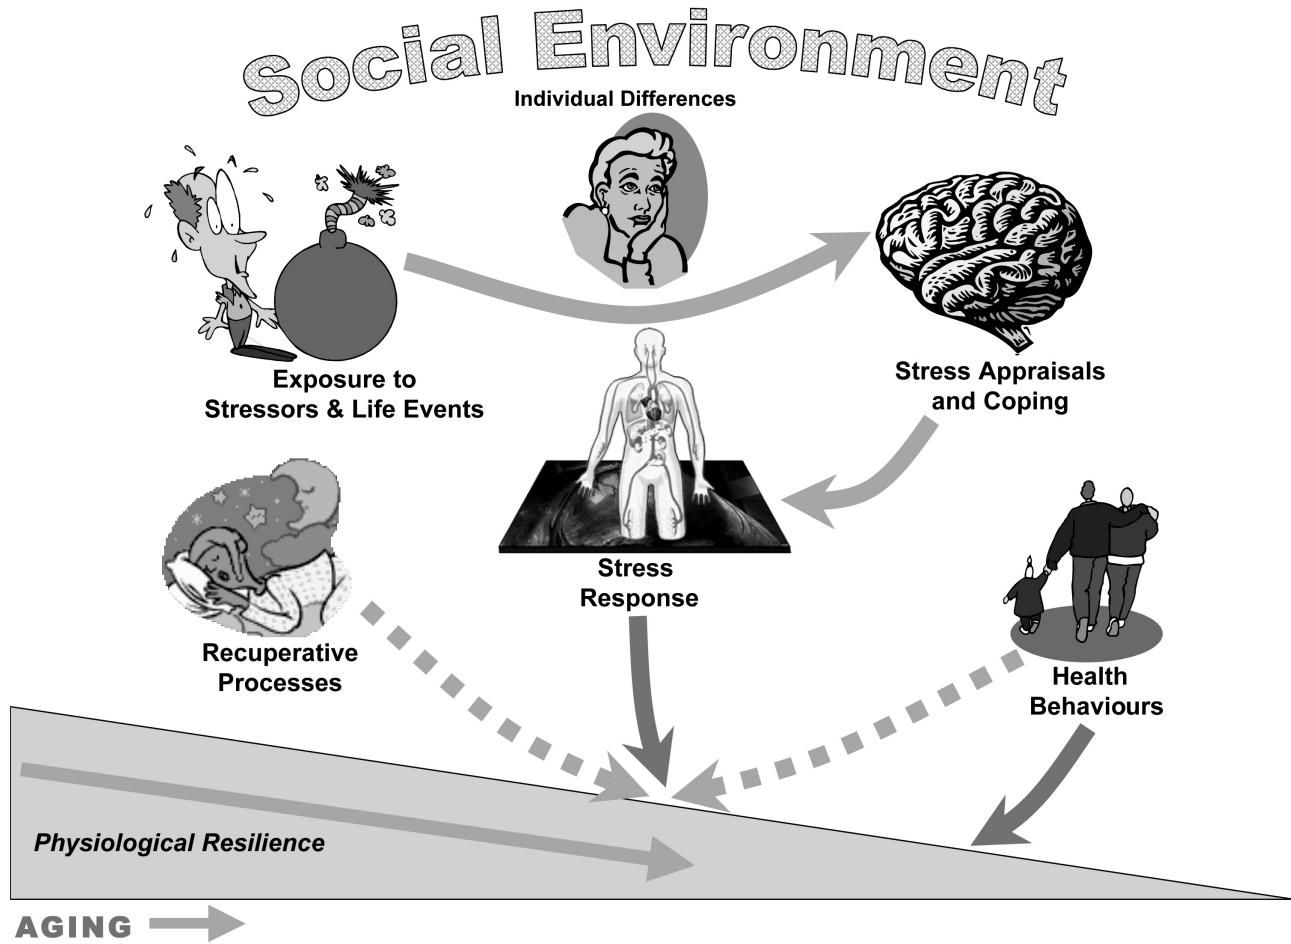 Social Environment
Individual Differences
Exposure to
Stressors & Life Events
Stress Appraisals
and Coping
Stress
Response
Recuperative
Processes
Health
Behaviours
Physiological Resilience
AGING